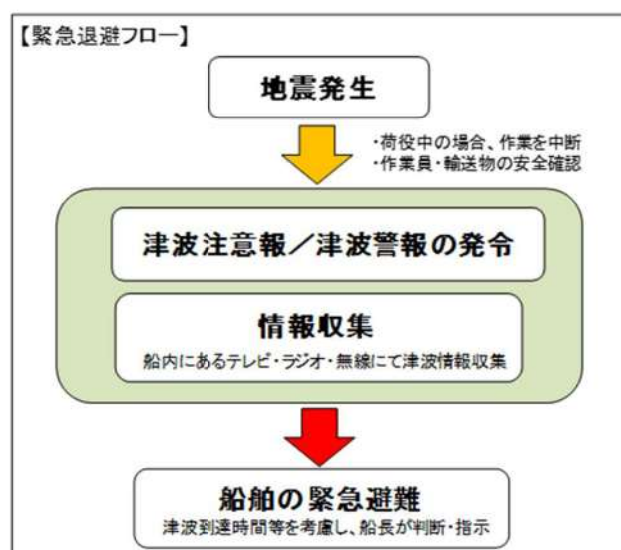 【緊急退避フロー】
地震発生
・荷役中の場合、作業を中断
・作業員・輸送物の安全確認
津波注意報／津波警報の発令
情報収集
船内にあるテレビ・ラジオ・無線にて津波情報収集
船舶の緊急避難
津波到達時間等を考慮し、船長が判断・指示